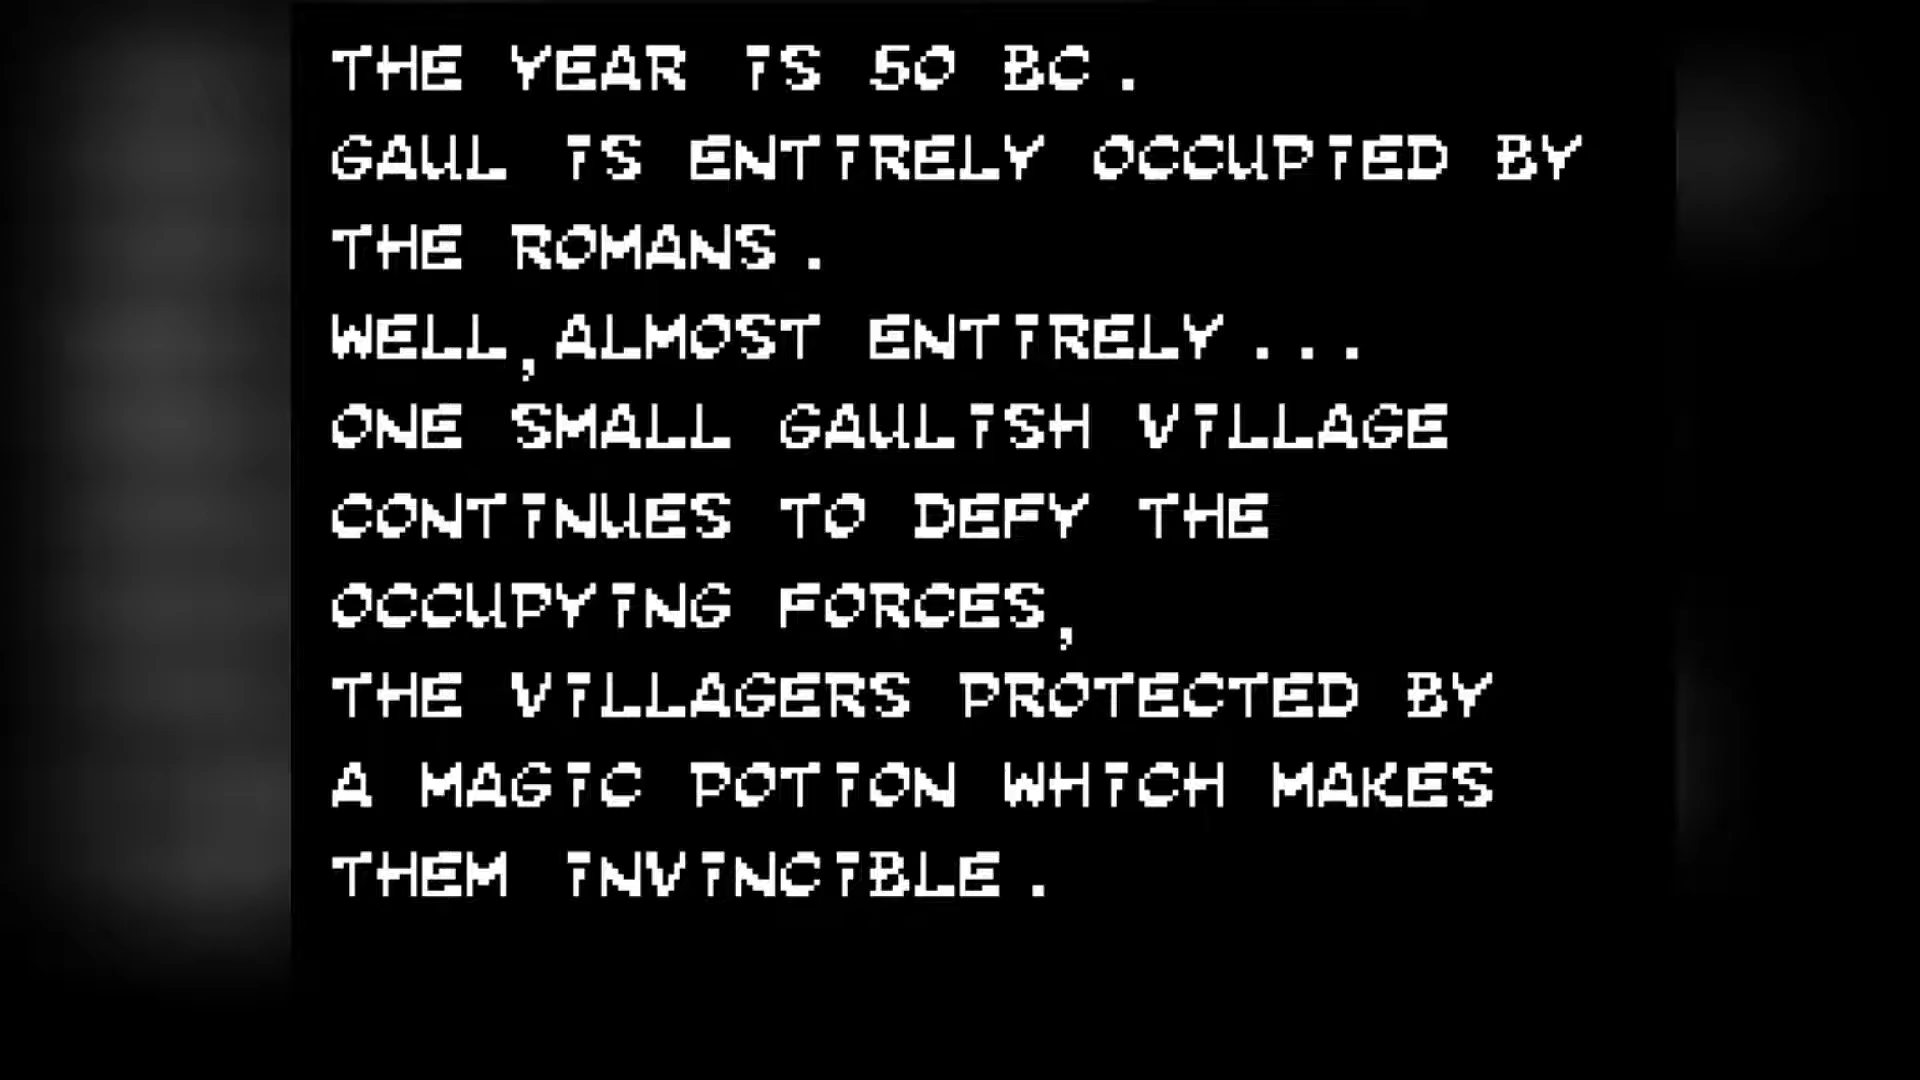 THE YEAR iS 50 BC.
GAUL iS ENTiRELY OCCUPiED BY
THE ROMANS.
WELL,ALMOST ENTiRELY...
ONE SMALL GAULiSH ViLLAGE
CONTiNUES TO DEFY THE
OCCUPYiNG FORCES,
THE ViLLAGERS PROTECTED BY
A MAGiC POTiON WHiCH MAKES
THEM iNViNCiBLE.